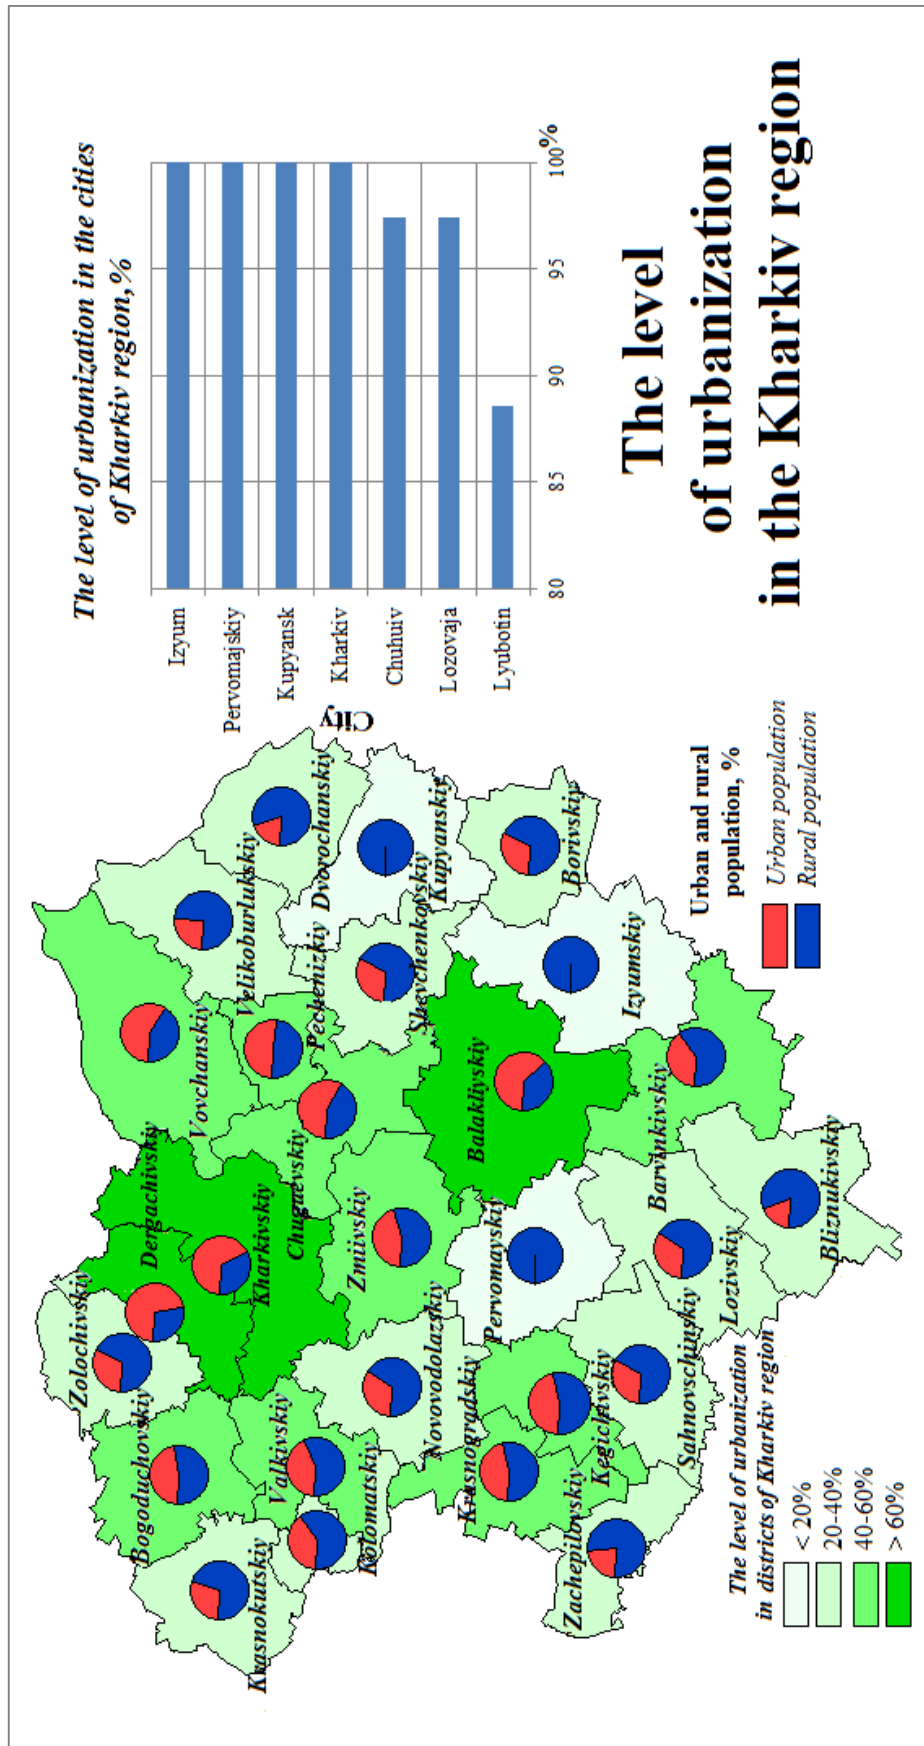 The level of urbanization in the cities
of Kharkiv region,%
Izyum
Pervomajskiy
Kupyansk
Kharkiv
Chuhuiv
Lozovaja
Lyubotin
City
80
85
90
95
100
%
The level
of urbanization
in the Kharkiv region
Zolochivskiy
Dergachivskiy
Vovchanskiy
Velikoburlukskiy
Dvorochanskiy
Bogoduchovskiy
Kharkivskiy
Pechenizkiy
Krasnokutskiy
Valkivskiy
Chuguevskiy
Shevchenkovskiy
Kupyanskiy
Kolomatskiy
Zmiivskiy
Novovodolazskiy
Balakliyskiy
Borivskiy
Krasnogradskiy
Pervomayskiy
Izyumskiy
Zachepilovskiy
Kegichivskiy
Barvinkivskiy
Sahnovschinskiy
Lozivskiy
Bliznukivskiy
Urban and rural
population, %
Urban population
Rural population
The level of urbanization
in districts of Kharkiv region
< 20%
20-40%
40-60%
> 60%